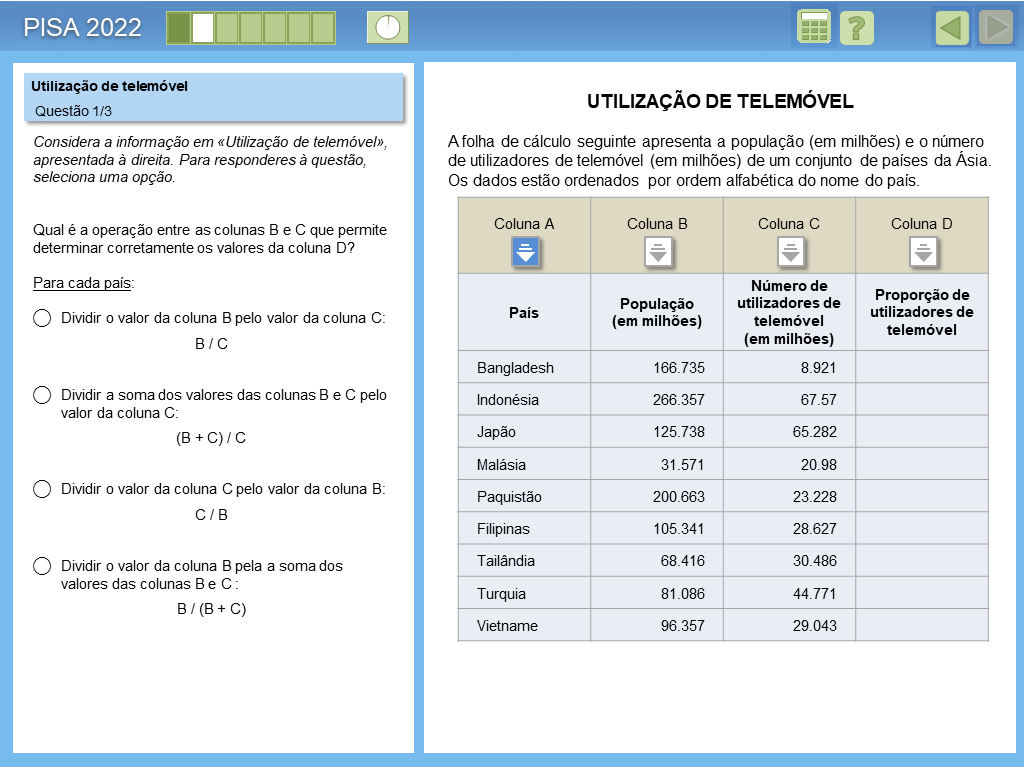 PISA 2022
?
Utilização de telemóvel
Questão 1/3
Considera a informação em «Utilização de telemóvel»,
apresentada à direita. Para responderes à questão,
seleciona uma opção.
Qual é a operação entre as colunas B e C que permite
determinar corretamente os valores da coluna D?
Para cada país:
Dividir o valor da coluna B pelo valor da coluna C:
B / C
Dividir a soma dos valores das colunas B e C pelo
valor da coluna C:
(B + C) / C
Dividir o valor da coluna C pelo valor da coluna B:
C / B
Dividir o valor da coluna B pela a soma dos
valores das colunas B e C :
B / (B + C)
UTILIZAÇÃO DE TELEMÓVEL
A folha de cálculo seguinte apresenta a população (em milhões) e o número
de utilizadores de telemóvel (em milhões) de um conjunto de países da Ásia.
Os dados estão ordenados por ordem alfabética do nome do país.
Coluna A Coluna B Coluna C Coluna D
País
População
(em milhões)
Número de
utilizadores de
telemóvel
(em milhões)
Proporção de
utilizadores de
telemóvel
Bangladesh 166.735 8.921
Indonésia 266.357 67.57
Japão 125.738 65.282
Malásia 31.571 20.98
Paquistão 200.663 23.228
Filipinas 105.341 28.627
Tailândia 68.416 30.486
Turquia 81.086 44.771
Vietname 96.357 29.043